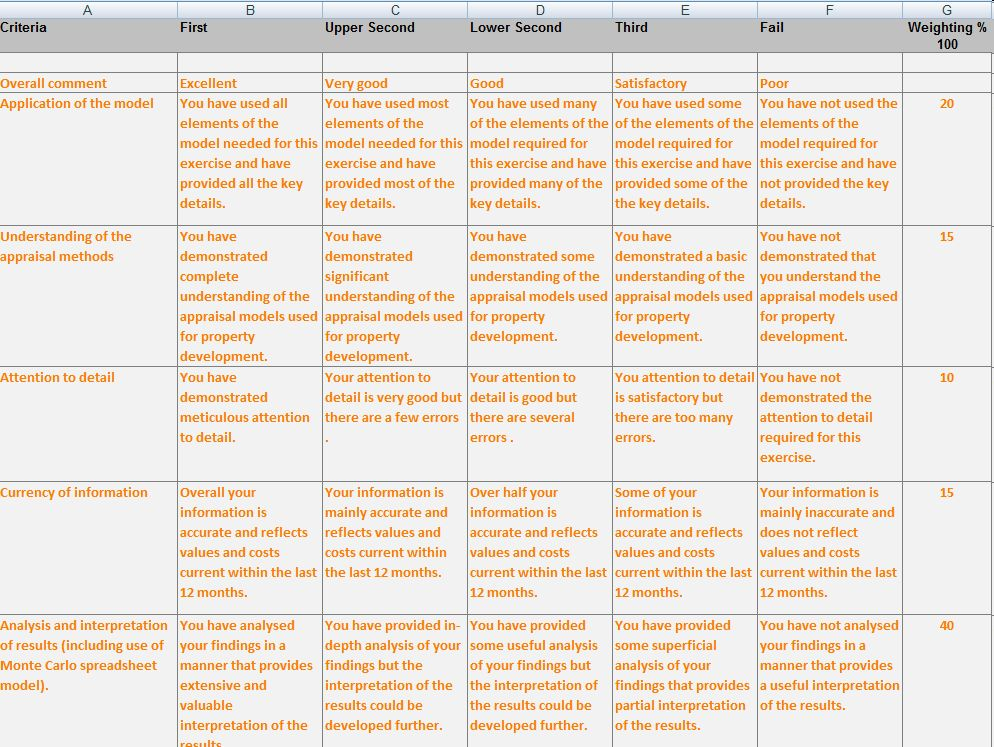 A
B
C
D
E
F
G
Criteria
First
Upper Second
Lower Second
Third
Fail
Weighting %
100
Overall comment
Excellent
Very good
Good
Satisfactory
Poor
Application of the model
You have used all
elements of the
model needed for this
exercise and have
provided all the key
details.
You have used most
elements of the
model needed for this
exercise and have
provided most of the
key details.
You have used many
of the elements of the
model required for
this exercise and have
provided many of the
key details.
You have used some
of the elements of the
model required for
this exercise and have
provided some of the
the key details.
You have not used the
elements of the
model required for
this exercise and have
not provided the key
details.
20
Understanding of the
appraisal methods
You have
demonstrated
complete
understanding of the
appraisal models used
for property
development.
You have
demonstrated
significant
understanding of the
appraisal models used
for property
development.
You have
demonstrated some
understanding of the
appraisal models used
for property
development.
You have
demonstrated a basic
understanding of the
appraisal models used
for property
development.
You have not
demonstrated that
you understand the
appraisal models used
for property
development.
15
Attention to detail
You have
demonstrated
meticulous attention
to detail.
Your attention to
detail is very good but
there are a few errors
.
Your attention to
detail is good but
there are several
errors .
You attention to detail
is satisfactory but
there are too many
errors.
You have not
demonstrated the
attention to detail
required for this
exercise.
10
Currency of information
Overall your
information is
accurate and reflects
values and costs
current within the last
12 months.
Your information is
mainly accurate and
reflects values and
costs current within
the last 12 months.
Over half your
information is
accurate and reflects
values and costs
current within the last
12 months.
Some of your
information is
accurate and reflects
values and costs
current within the last
12 months.
Your information is
mainly inaccurate and
does not reflect
values and costs
current within the last
12 months.
15
Analysis and interpretation
of results (including use of
Monte Carlo spreadsheet
model).
You have analysed
your findings in a
manner that provides
extensive and
valuable
interpretation of the
results
You have provided in-
depth analysis of your
findings but the
interpretation of the
results could be
developed further.
You have provided
some useful analysis
of your findings but
the interpretation of
the results could be
developed further.
You have provided
some superficial
analysis of your
findings that provides
partial interpretation
of the results.
You have not analysed
your findings in a
manner that provides
a useful interpretation
of the results.
40